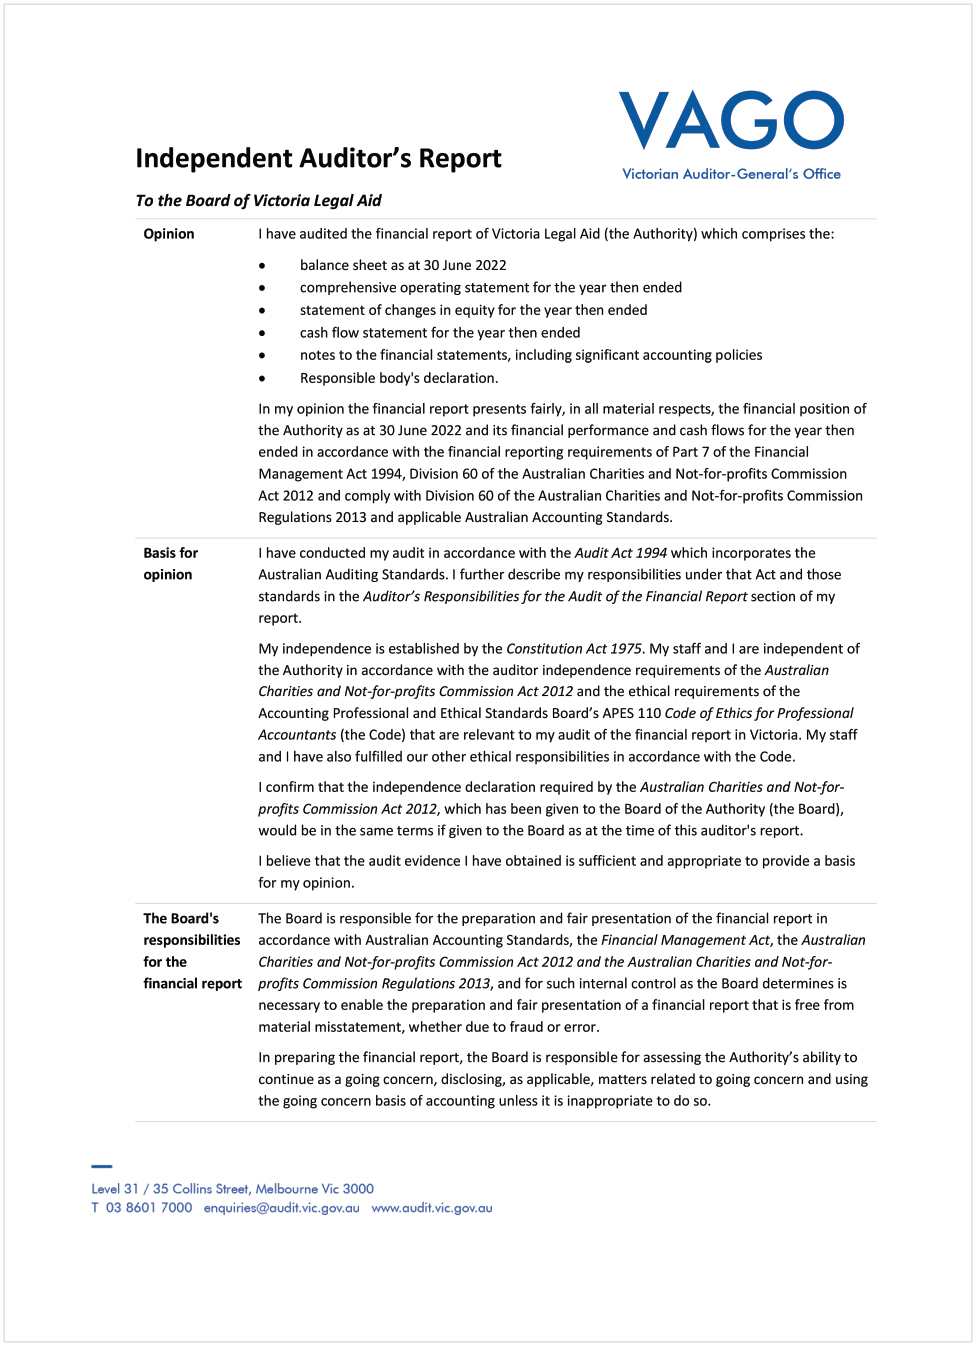 VAGO
Victorian Auditor-General's Office
Independent Auditor's Report
To the Board of Victoria Legal Aid
Opinion
I have audited the financial report of Victoria Legal Aid (the Authority) which comprises the:
• balance sheet as at 30 June 2022
• comprehensive operating statement for the year then ended
• statement of changes in equity for the year then ended
• cash flow statement for the year then ended
• notes to the financial statements, including significant accounting policies
• Responsible body's declaration.
In my opinion the financial report presents fairly, in all material respects, the financial position of
the Authority as at 30 June 2022 and its financial performance and cash flows for the year then
ended in accordance with the financial reporting requirements of Part 7 of the Financial
Management Act 1994, Division 60 of the Australian Charities and Not-for-profits Commission
Act 2012 and comply with Division 60 of the Australian Charities and Not-for-profits Commission
Regulations 2013 and applicable Australian Accounting Standards.
Basis for
opinion
I have conducted my audit in accordance with the Audit Act 1994 which incorporates the
Australian Auditing Standards. I further describe my responsibilities under that Act and those
standards in the Auditor's Responsibilities for the Audit of the Financial Report section of my
report.
My independence is established by the Constitution Act 1975. My staff and I are independent of
the Authority in accordance with the auditor independence requirements of the Australian
Charities and Not-for-profits Commission Act 2012 and the ethical requirements of the
Accounting Professional and Ethical Standards Board's APES 110 Code of Ethics for Professional
Accountants (the Code) that are relevant to my audit of the financial report in Victoria. My staff
and I have also fulfilled our other ethical responsibilities in accordance with the Code.
I confirm that the independence declaration required by the Australian Charities and Not-for-
profits Commission Act 2012, which has been given to the Board of the Authority (the Board),
would be in the same terms if given to the Board as at the time of this auditor's report.
I believe that the audit evidence I have obtained is sufficient and appropriate to provide a basis
for my opinion.
The Board's
responsibilities
for the
financial report
The Board is responsible for the preparation and fair presentation of the financial report in
accordance with Australian Accounting Standards, the Financial Management Act, the Australian
Charities and Not-for-profits Commission Act 2012 and the Australian Charities and Not-for-
profits Commission Regulations 2013, and for such internal control as the Board determines is
necessary to enable the preparation and fair presentation of a financial report that is free from
material misstatement, whether due to fraud or error.
In preparing the financial report, the Board is responsible for assessing the Authority's ability to
continue as a going concern, disclosing, as applicable, matters related to going concern and using
the going concern basis of accounting unless it is inappropriate to do so.
Level 31 / 35 Collins Street, Melbourne Vic 3000
T 03 8601 7000 enquiries@audit.vic.gov.au www.audit.vic.gov.au